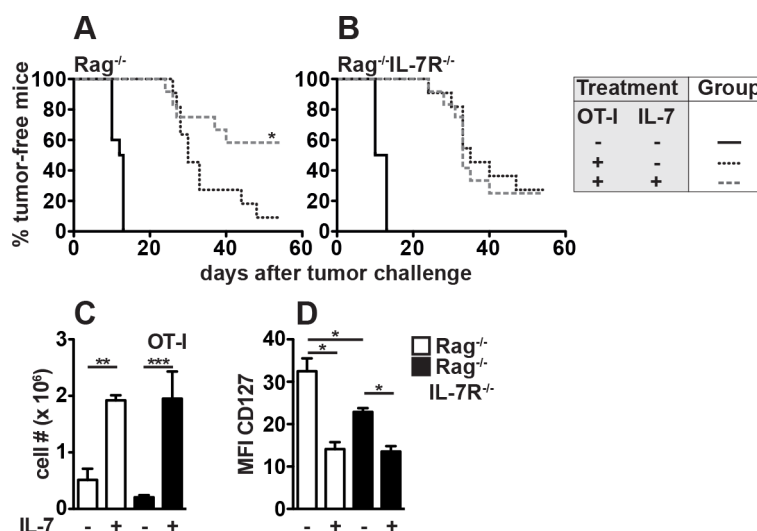 A
B
Rag-/-
Rag-/-IL-7R-/-
% tumor-free mice
100
80
60
40
20
0
0 20 40 60
*
100
80
60
40
20
0
0 20 40 60
days after tumor challenge
Treatment Group
OT-I IL-7
- -
+ -
+ +
C
D
OT-I
cell # (x 10⁶)
3
2
1
0
** ***
IL-7 - + - +
MFI CD127
40
30
20
10
0
*
*
*
- + - +
Rag-/-
Rag-/-
IL-7R-/-